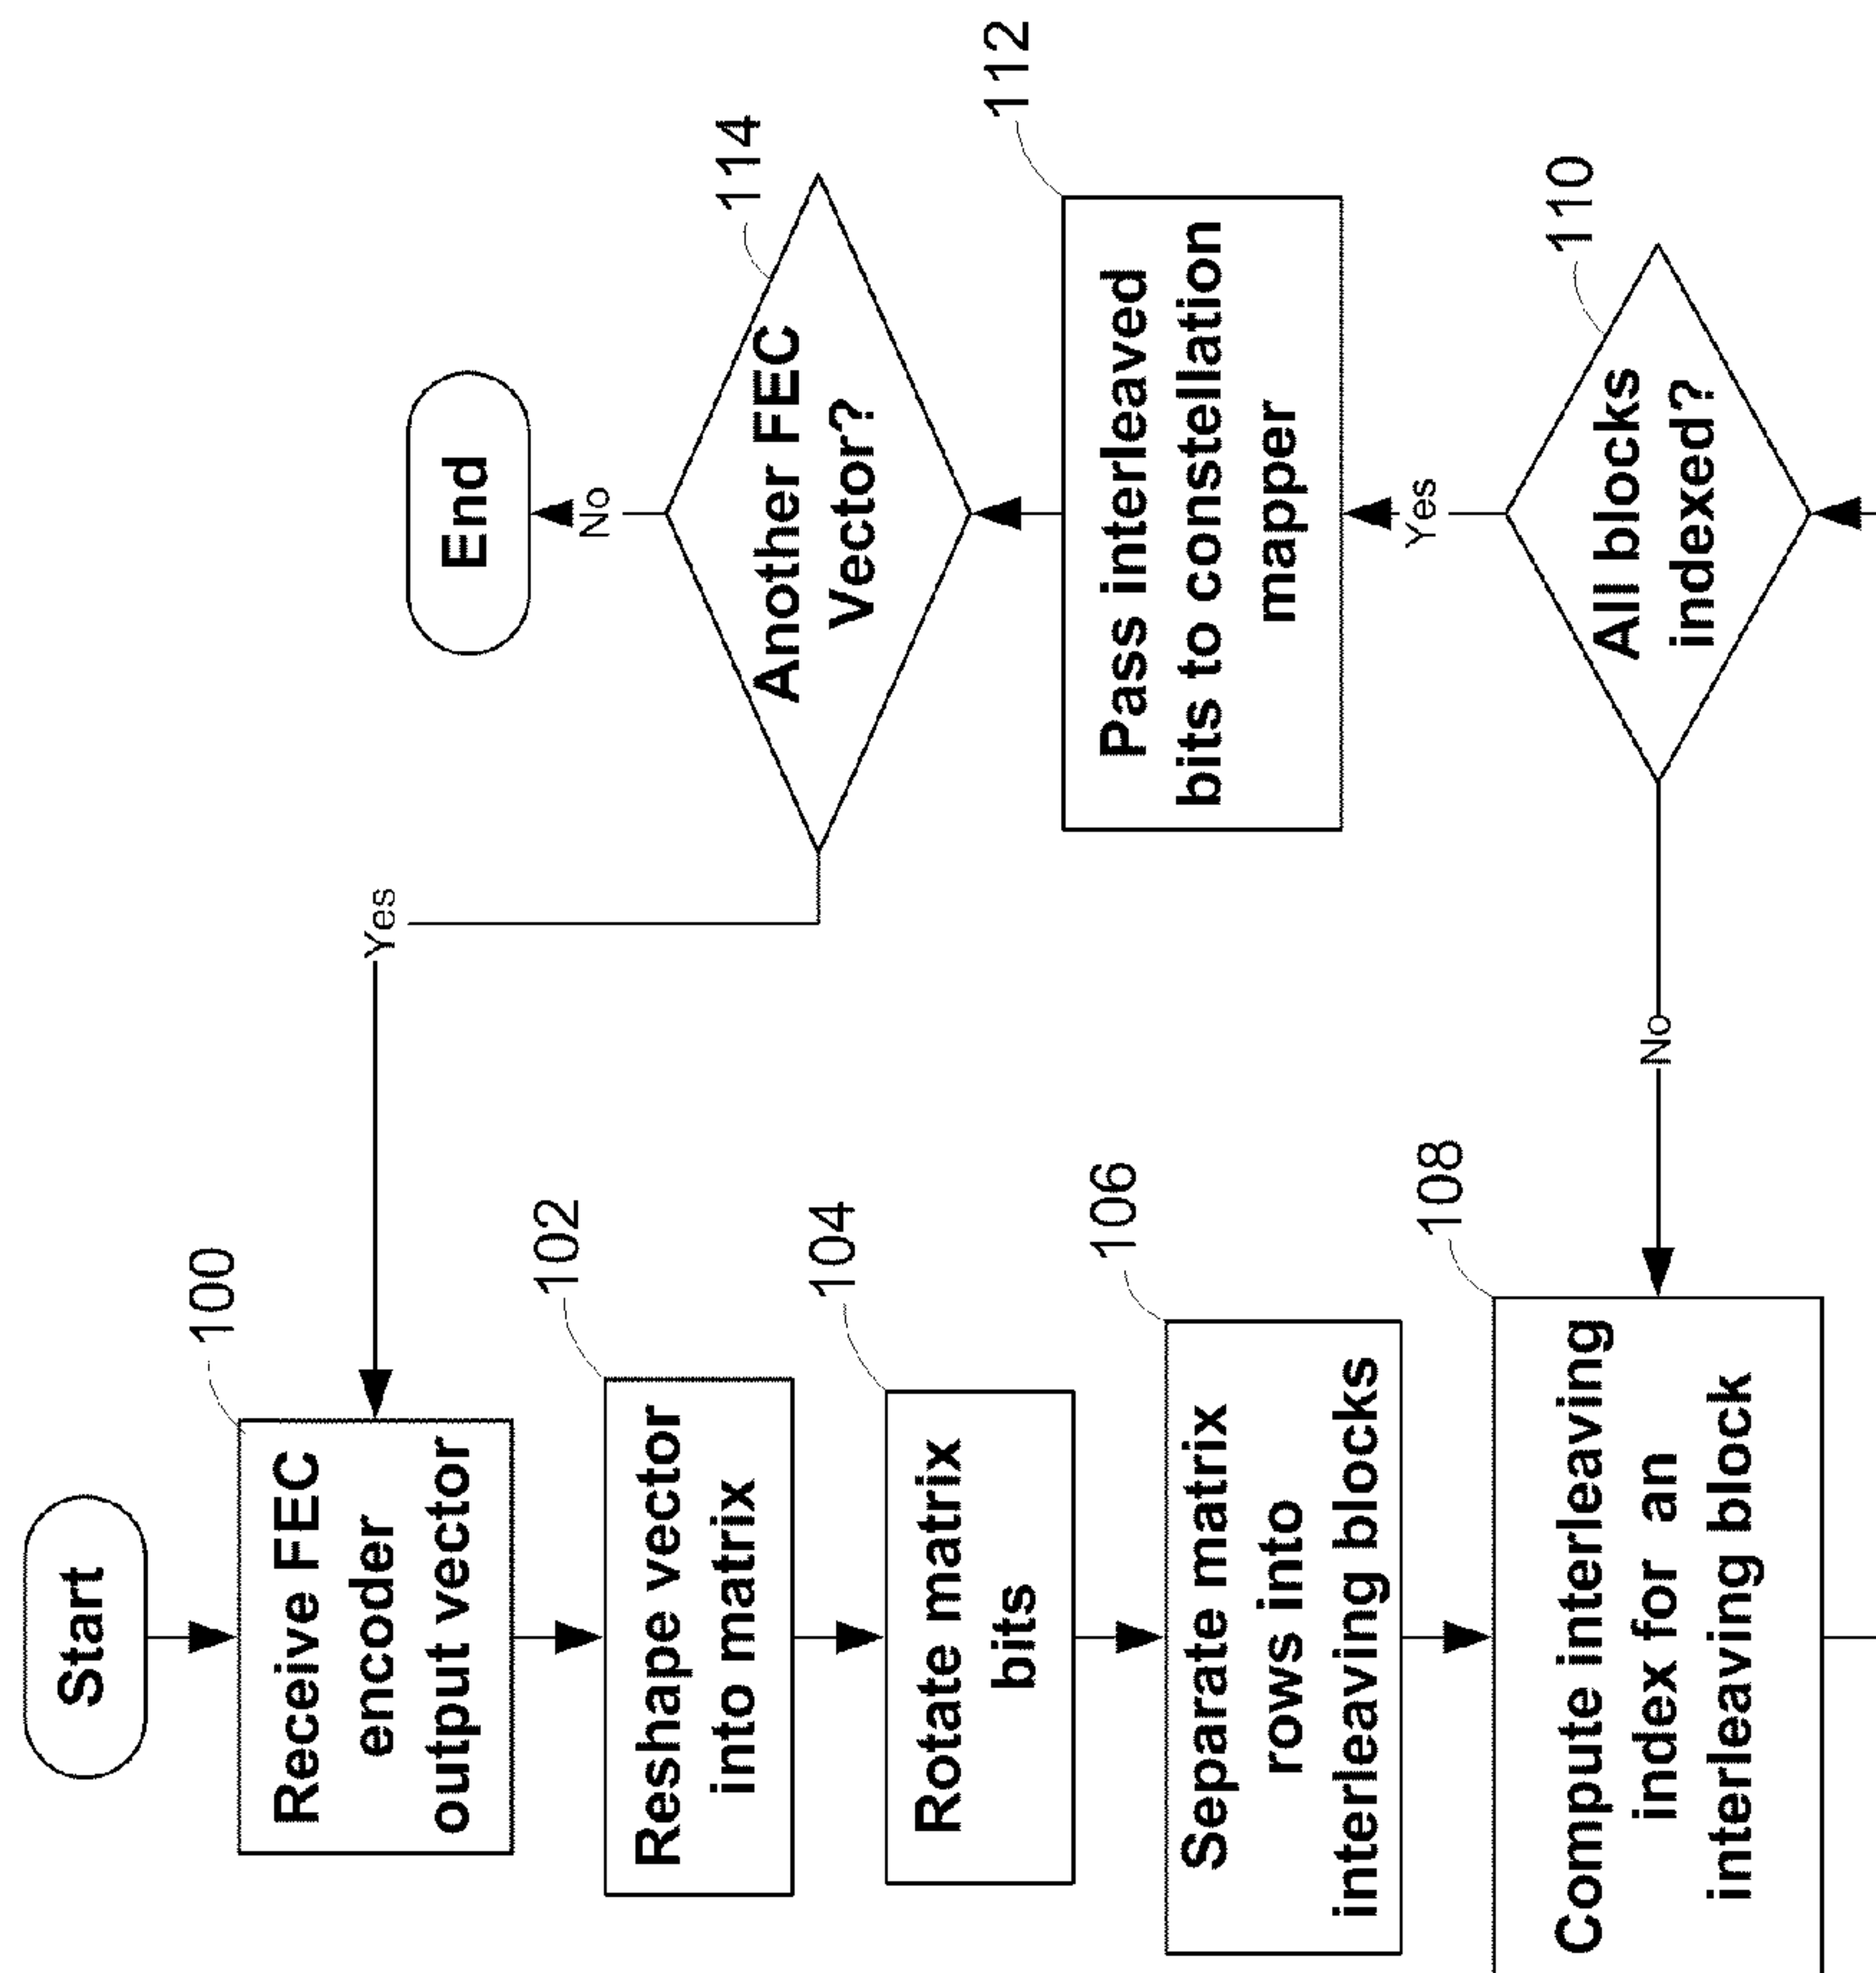 Start
100
Receive FEC
encoder
output vector
102
Reshape vector
into matrix
104
Rotate matrix
bits
106
Separate matrix
rows into
interleaving blocks
108
Compute interleaving
index for an
interleaving block
110
All blocks
indexed?
No
Yes
112
Pass interleaved
bits to constellation
mapper
114
Another FEC
Vector?
Yes
No
End